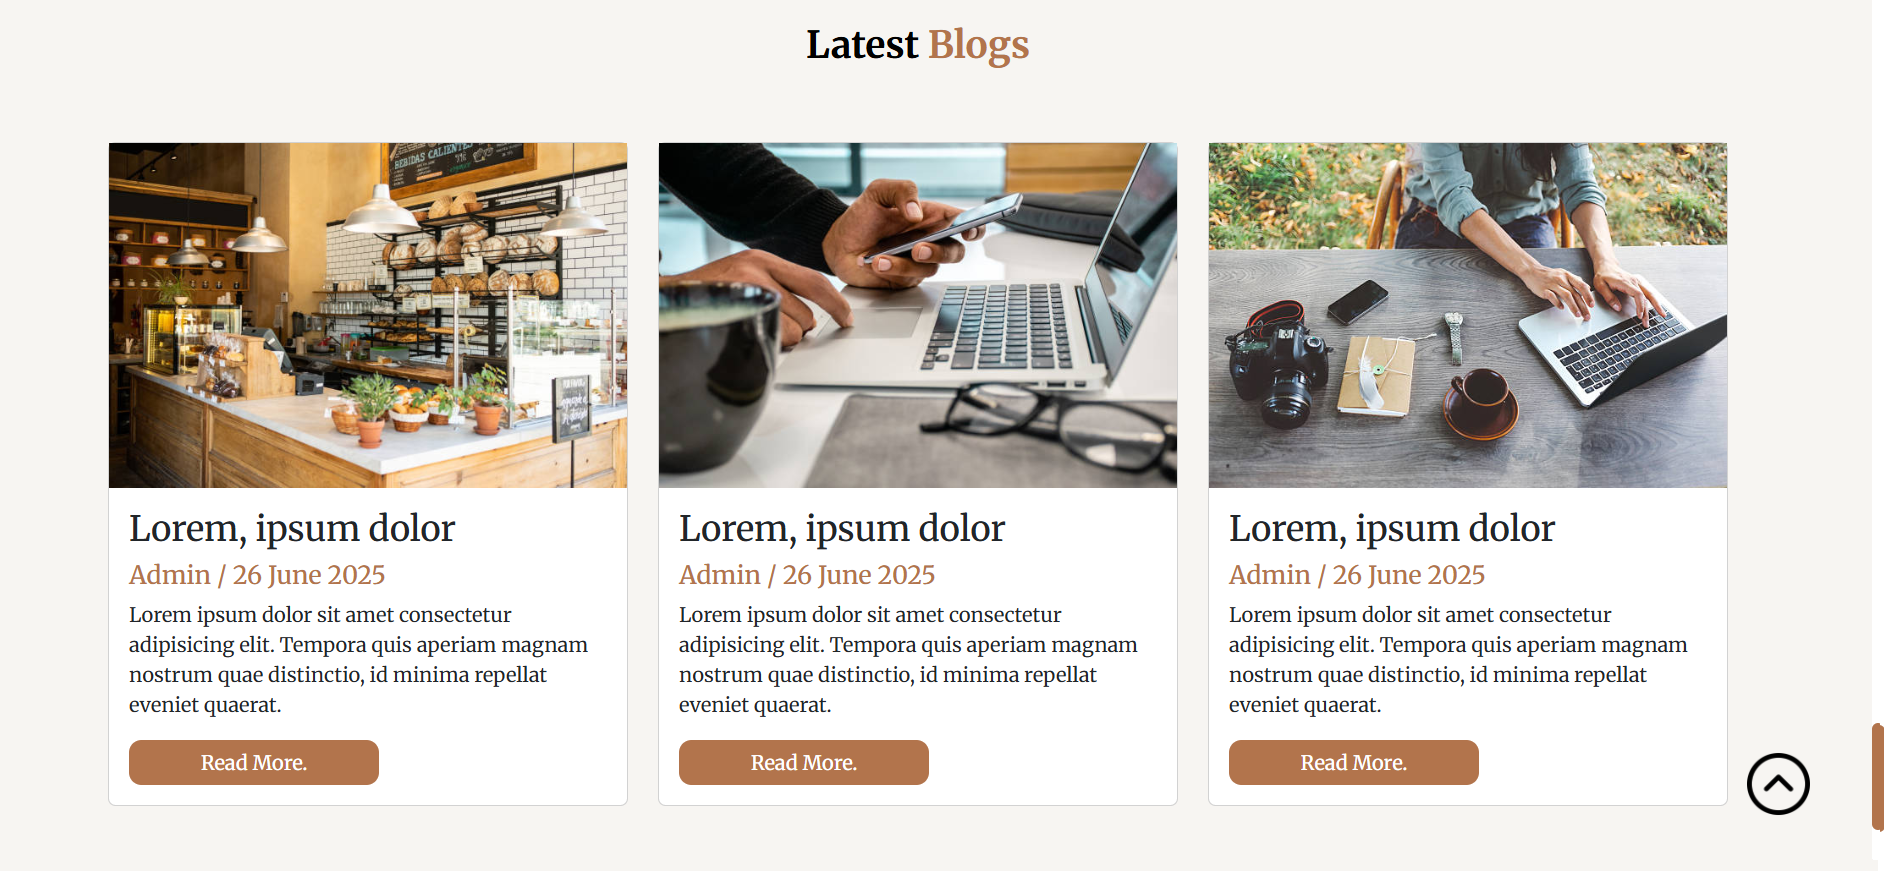 Latest Blogs
BEBIDAS CALIENTES
Lorem, ipsum dolor
Admin / 26 June 2025
Lorem ipsum dolor sit amet consectetur
adipisicing elit. Tempora quis aperiam magnam
nostrum quae distinctio, id minima repellat
eveniet quaerat.
Read More.
Lorem, ipsum dolor
Admin / 26 June 2025
Lorem ipsum dolor sit amet consectetur
adipisicing elit. Tempora quis aperiam magnam
nostrum quae distinctio, id minima repellat
eveniet quaerat.
Read More.
Lorem, ipsum dolor
Admin / 26 June 2025
Lorem ipsum dolor sit amet consectetur
adipisicing elit. Tempora quis aperiam magnam
nostrum quae distinctio, id minima repellat
eveniet quaerat.
Read More.